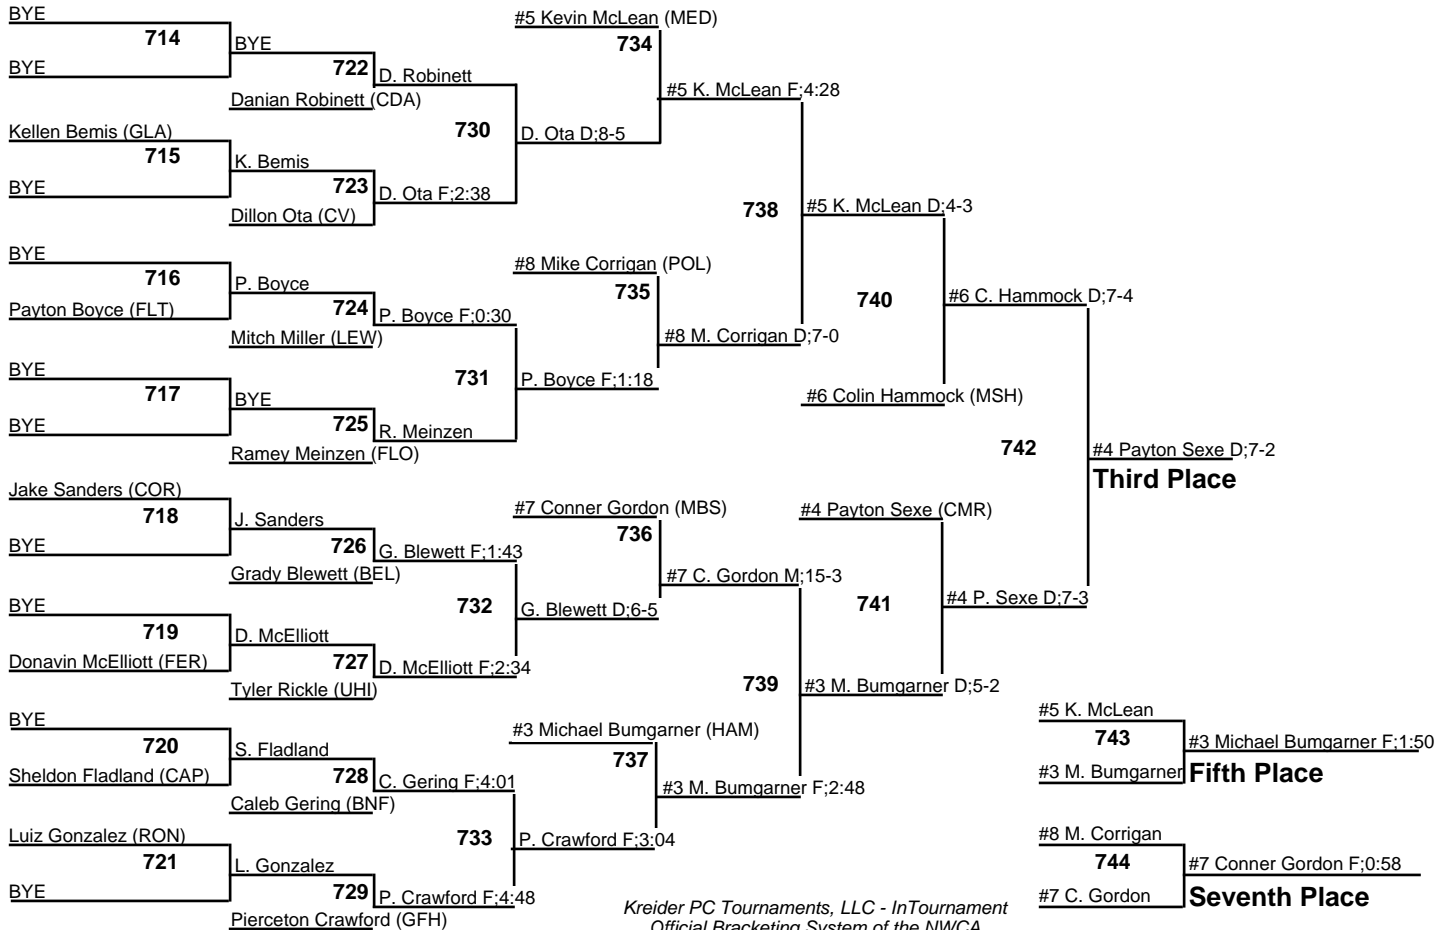 BYE
714
BYE
BYE
722
Danian Robinett (CDA)
D. Robinett
Kellen Bemis (GLA)
715
BYE
K. Bemis
723
Dillon Ota (CV)
D. Ota F;2:38
730
D. Ota D;8-5
#5 Kevin McLean (MED)
734
#5 K. McLean F;4:28
BYE
716
Payton Boyce (FLT)
P. Boyce
724
Mitch Miller (LEW)
P. Boyce F;0:30
BYE
717
BYE
BYE
725
Ramey Meinzen (FLO)
R. Meinzen
731
P. Boyce F;1:18
#8 Mike Corrigan (POL)
735
#8 M. Corrigan D;7-0
738
#5 K. McLean D;4-3
740
#6 Colin Hammock (MSH)
#6 C. Hammock D;7-4
Jake Sanders (COR)
718
BYE
J. Sanders
726
Grady Blewett (BEL)
G. Blewett F;1:43
BYE
719
Donavin McElliott (FER)
D. McElliott
727
Tyler Rickle (UHI)
D. McElliott F;2:34
732
G. Blewett D;6-5
#7 Conner Gordon (MBS)
736
#7 C. Gordon M;15-3
BYE
720
Sheldon Fladland (CAP)
S. Fladland
728
Caleb Gering (BNF)
C. Gering F;4:01
Luiz Gonzalez (RON)
721
BYE
L. Gonzalez
729
Pierceton Crawford (GFH)
P. Crawford F;4:48
733
P. Crawford F;3:04
#3 Michael Bumgarner (HAM)
737
#3 M. Bumgarner F;2:48
739
#3 M. Bumgarner D;5-2
#4 Payton Sexe (CMR)
741
#4 P. Sexe D;7-3
742
#4 Payton Sexe D;7-2
Third Place
#5 K. McLean
743
#3 M. Bumgarner
#3 Michael Bumgarner F;1:50
Fifth Place
#8 M. Corrigan
744
#7 C. Gordon
#7 Conner Gordon F;0:58
Seventh Place
Kreider PC Tournaments, LLC - InTournament
Official Bracketing System of the NWCA